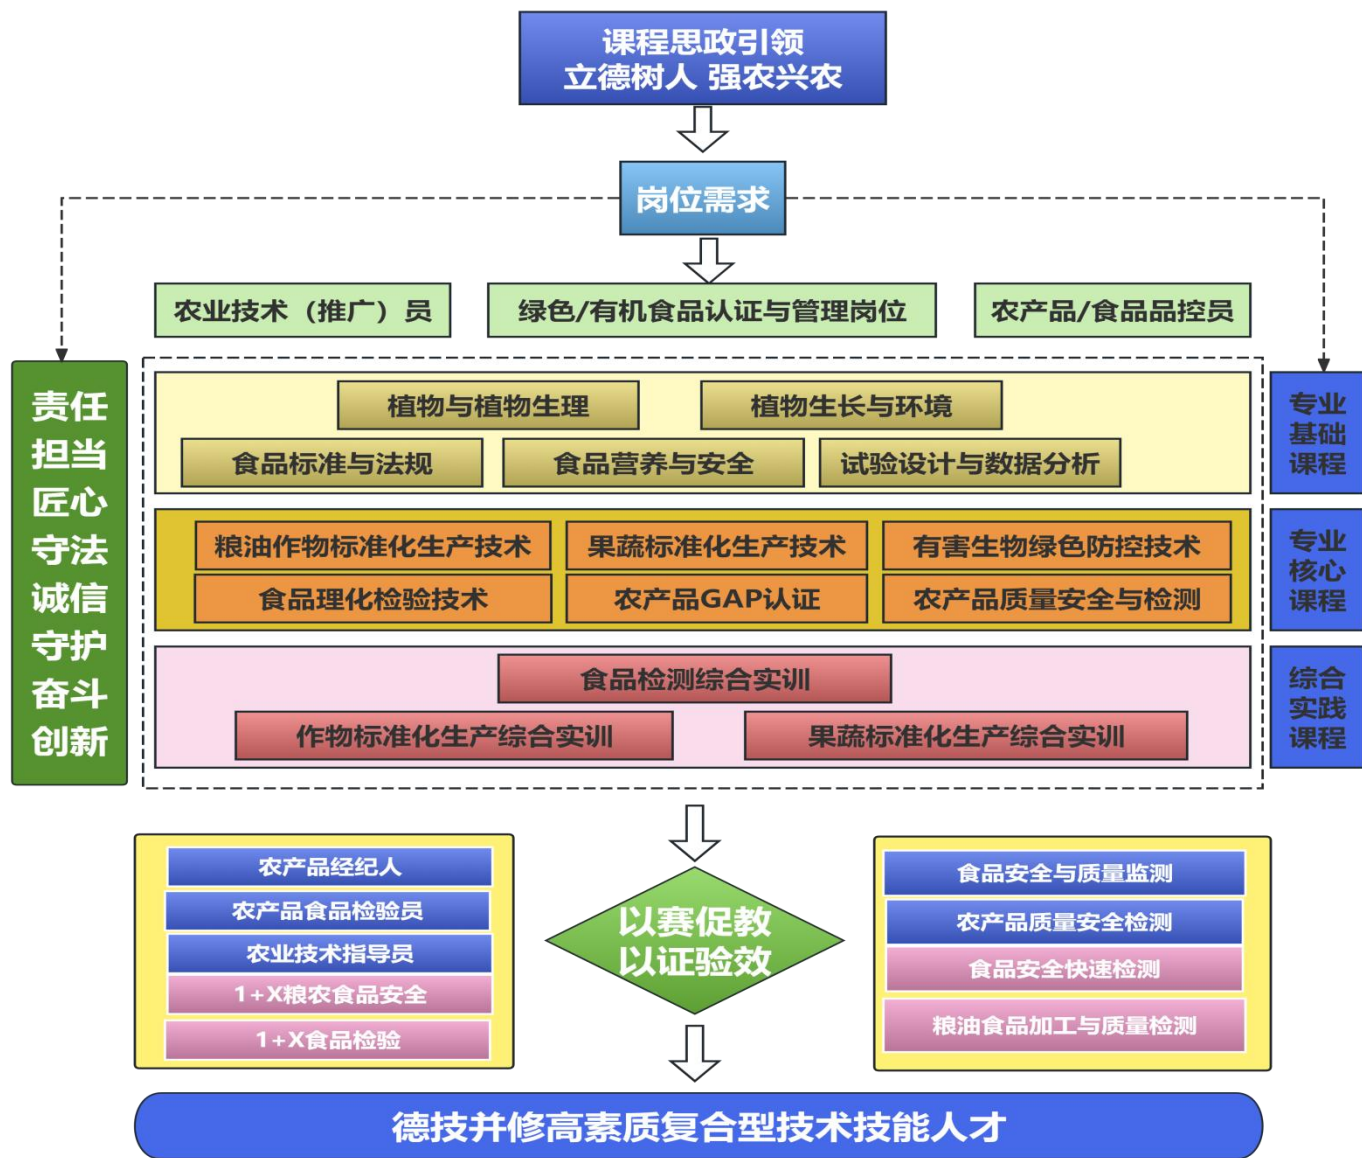 课程思政引领
立德树人 强农兴农
岗位需求
农业技术（推广）员
绿色/有机食品认证与管理岗位
农产品/食品品控员
责任
担当
匠心
守法
诚信
守护
奋斗
创新
植物与植物生理
植物生长与环境
食品标准与法规
食品营养与安全
试验设计与数据分析
专业
基础
课程
粮油作物标准化生产技术
果蔬标准化生产技术
有害生物绿色防控技术
食品理化检验技术
农产品GAP认证
农产品质量安全与检测
专业
核心
课程
食品检测综合实训
作物标准化生产综合实训
果蔬标准化生产综合实训
综合
实践
课程
农产品经纪人
农产品食品检验员
农业技术指导员
1+X粮农食品安全
1+X食品检验
以赛促教
以证验效
食品安全与质量监测
农产品质量安全检测
食品安全快速检测
粮油食品加工与质量检测
德技并修高素质复合型技术技能人才